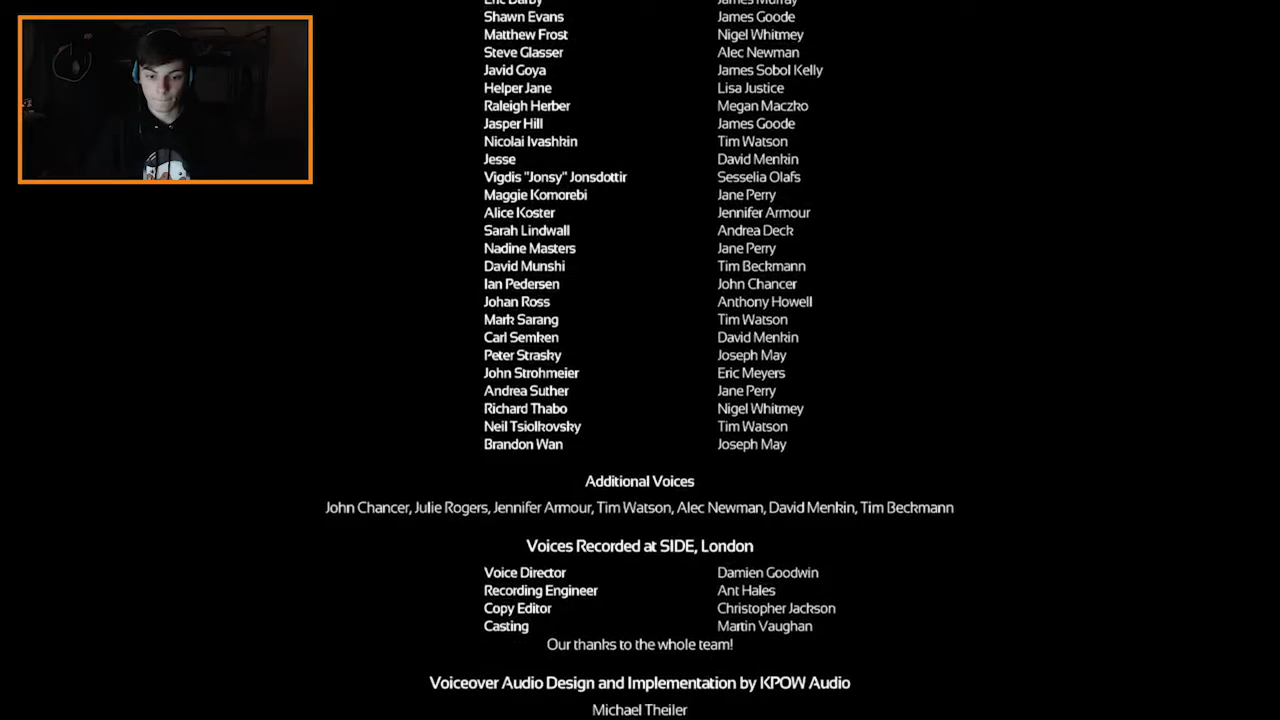 Eric Darby James Murray
Shawn Evans James Goode
Matthew Frost Nigel Whitmey
Steve Glasser Alec Newman
Javid Goya James Sobol Kelly
Helper Jane Lisa Justice
Raleigh Herber Megan Maczko
Jasper Hill James Goode
Nicolai Ivashkin Tim Watson
Jesse David Menkin
Vigdis "Jonsy" Jonsdottir Sesselia Olafs
Maggie Komorebi Jane Perry
Alice Koster Jennifer Armour
Sarah Lindwall Andrea Deck
Nadine Masters Jane Perry
David Munshi Tim Beckmann
Ian Pedersen John Chancer
Johan Ross Anthony Howell
Mark Sarang Tim Watson
Carl Semken David Menkin
Peter Strasky Joseph May
John Strohmeier Eric Meyers
Andrea Suther Jane Perry
Richard Thabo Nigel Whitmey
Neil Tsiolkovsky Tim Watson
Brandon Wan Joseph May
Additional Voices
John Chancer, Julie Rogers, Jennifer Armour, Tim Watson, Alec Newman, David Menkin, Tim Beckmann
Voices Recorded at SIDE, London
Voice Director Damien Goodwin
Recording Engineer Ant Hales
Copy Editor Christopher Jackson
Casting Martin Vaughan
Our thanks to the whole team!
Voiceover Audio Design and Implementation by KPOW Audio
Michael Theiler